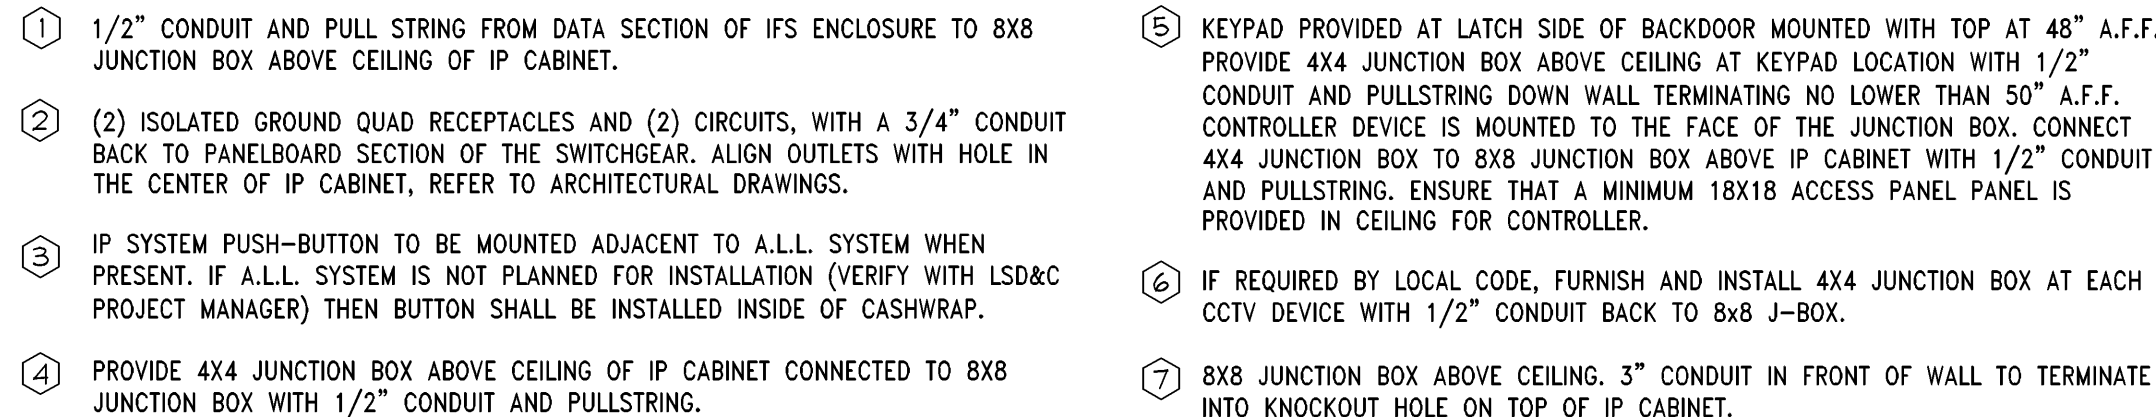 1 1/2" CONDUIT AND PULL STRING FROM DATA SECTION OF IFS ENCLOSURE TO 8X8
JUNCTION BOX ABOVE CEILING OF IP CABINET.
2 (2) ISOLATED GROUND QUAD RECEPTACLES AND (2) CIRCUITS, WITH A 3/4" CONDUIT
BACK TO PANELBOARD SECTION OF THE SWITCHGEAR. ALIGN OUTLETS WITH HOLE IN
THE CENTER OF IP CABINET, REFER TO ARCHITECTURAL DRAWINGS.
3 IP SYSTEM PUSH-BUTTON TO BE MOUNTED ADJACENT TO A.L.L. SYSTEM WHEN
PRESENT. IF A.L.L. SYSTEM IS NOT PLANNED FOR INSTALLATION (VERIFY WITH LSD&C
PROJECT MANAGER) THEN BUTTON SHALL BE INSTALLED INSIDE OF CASHWRAP.
4 PROVIDE 4X4 JUNCTION BOX ABOVE CEILING OF IP CABINET CONNECTED TO 8X8
JUNCTION BOX WITH 1/2" CONDUIT AND PULLSTRING.
5 KEYPAD PROVIDED AT LATCH SIDE OF BACKDOOR MOUNTED WITH TOP AT 48" A.F.F.
PROVIDE 4X4 JUNCTION BOX ABOVE CEILING AT KEYPAD LOCATION WITH 1/2"
CONDUIT AND PULLSTRING DOWN WALL TERMINATING NO LOWER THAN 50" A.F.F.
CONTROLLER DEVICE IS MOUNTED TO THE FACE OF THE JUNCTION BOX. CONNECT
4X4 JUNCTION BOX TO 8X8 JUNCTION BOX ABOVE IP CABINET WITH 1/2" CONDUIT
AND PULLSTRING. ENSURE THAT A MINIMUM 18X18 ACCESS PANEL PANEL IS
PROVIDED IN CEILING FOR CONTROLLER.
6 IF REQUIRED BY LOCAL CODE, FURNISH AND INSTALL 4X4 JUNCTION BOX AT EACH
CCTV DEVICE WITH 1/2" CONDUIT BACK TO 8x8 J-BOX.
7 8X8 JUNCTION BOX ABOVE CEILING. 3" CONDUIT IN FRONT OF WALL TO TERMINATE
INTO KNOCKOUT HOLE ON TOP OF IP CABINET.